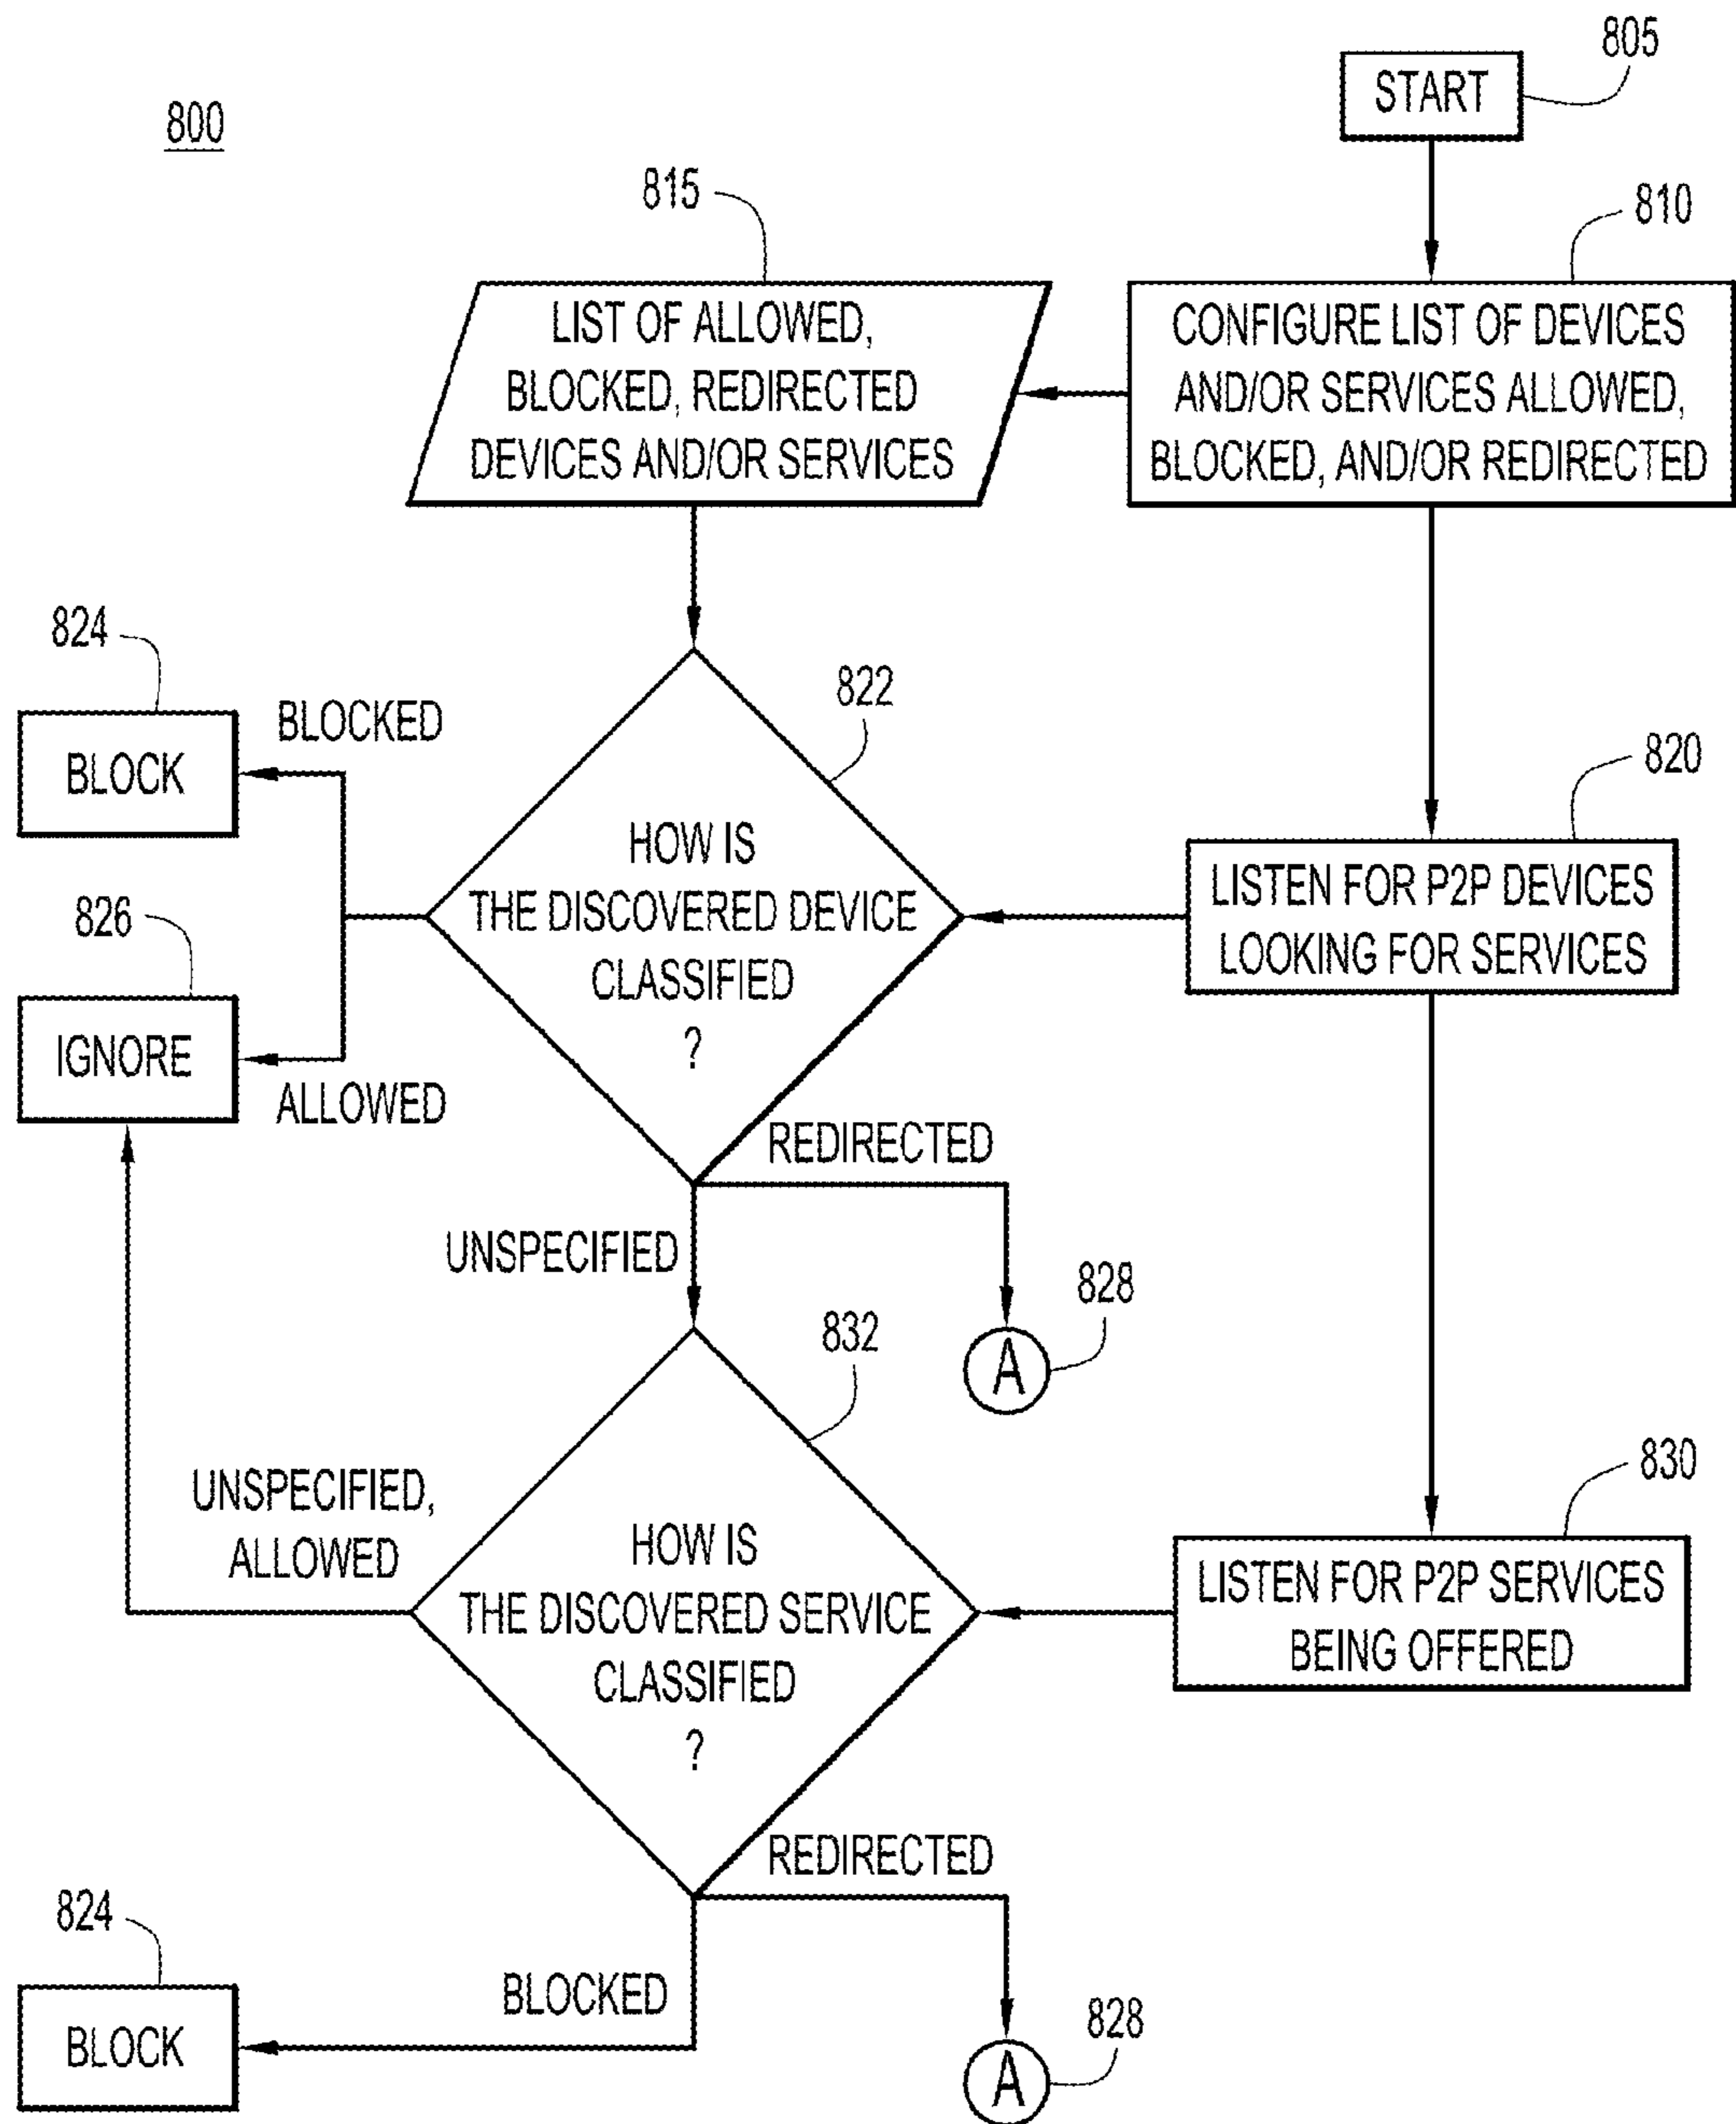 805
START
800
815
810
LIST OF ALLOWED,
BLOCKED, REDIRECTED
DEVICES AND/OR SERVICES
CONFIGURE LIST OF DEVICES
AND/OR SERVICES ALLOWED,
BLOCKED, AND/OR REDIRECTED
824
BLOCKED
BLOCK
822
820
HOW IS
THE DISCOVERED DEVICE
CLASSIFIED
?
LISTEN FOR P2P DEVICES
LOOKING FOR SERVICES
826
IGNORE
ALLOWED
REDIRECTED
UNSPECIFIED
828
A
832
830
UNSPECIFIED,
ALLOWED
HOW IS
THE DISCOVERED SERVICE
CLASSIFIED
?
LISTEN FOR P2P SERVICES
BEING OFFERED
REDIRECTED
824
BLOCKED
BLOCK
828
A